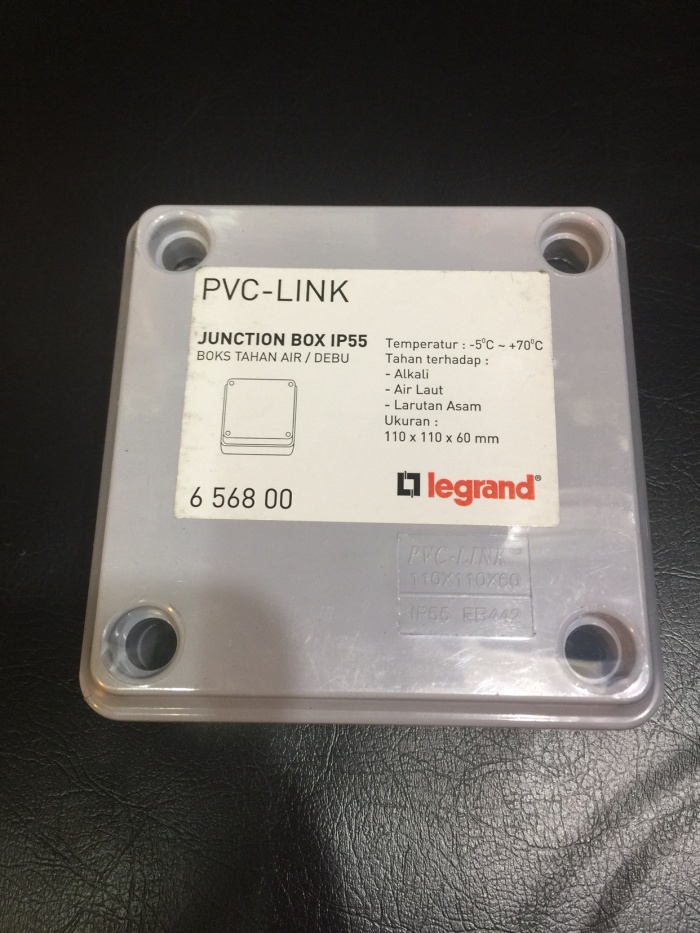 PVC-LINK
JUNCTION BOX IP55
BOKS TAHAN AIR / DEBU
Temperatur : -5°C ~ +70°C
Tahan terhadap :
- Alkali
- Air Laut
- Larutan Asam
Ukuran :
110 x 110 x 60 mm
6 568 00
legrand®
PVC-LINK
110X110X60
IP55 EB442